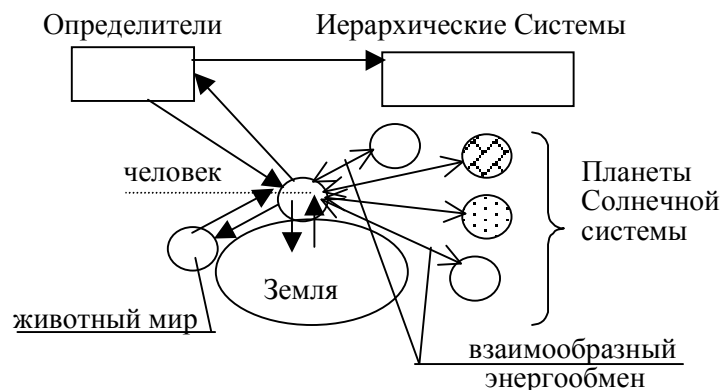 Определители
Иерархические Системы
человек
Планеты
Солнечной
системы
Земля
животный мир
взаимообразный
энергообмен